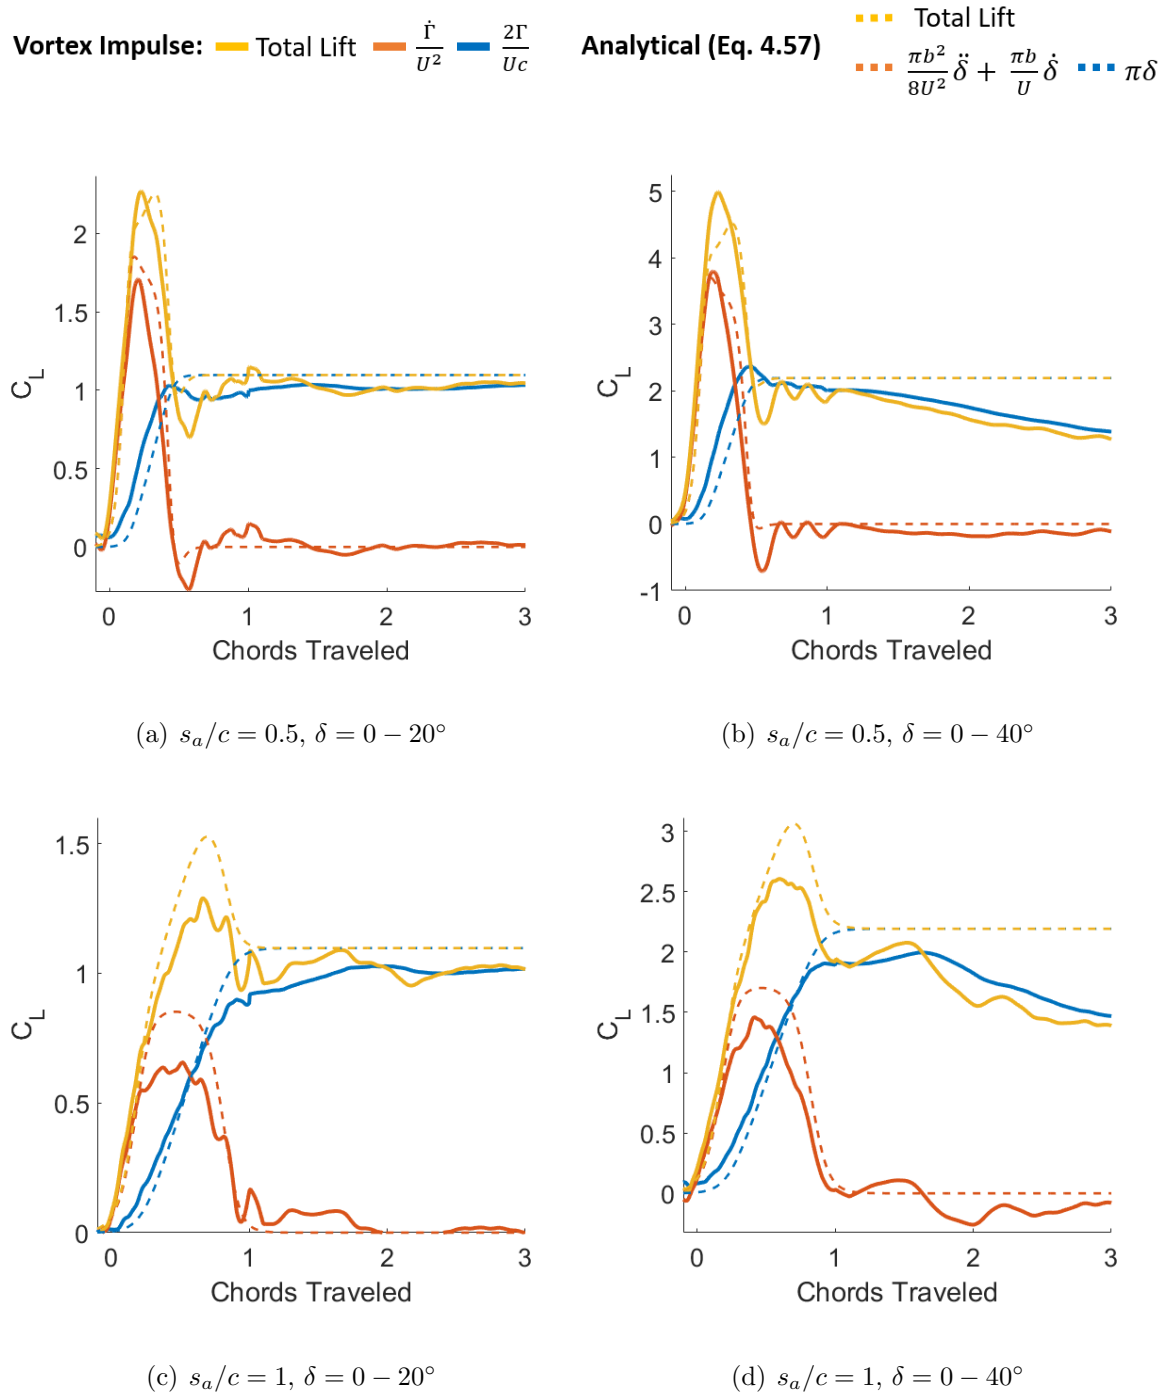 Vortex Impulse: Total Lift Γ̇/U² 2Γ/Uc Analytical (Eq. 4.57) Total Lift
πb²/8U² δ̈ + πb/U δ̇ πδ
2
1.5
1
0.5
0
C_L
0 1 2 3
Chords Traveled
(a) s_a/c = 0.5, δ = 0 − 20°
5
4
3
2
1
0
-1
C_L
0 1 2 3
Chords Traveled
(b) s_a/c = 0.5, δ = 0 − 40°
1.5
1
0.5
0
C_L
0 1 2 3
Chords Traveled
(c) s_a/c = 1, δ = 0 − 20°
3
2.5
2
1.5
1
0.5
0
C_L
0 1 2 3
Chords Traveled
(d) s_a/c = 1, δ = 0 − 40°